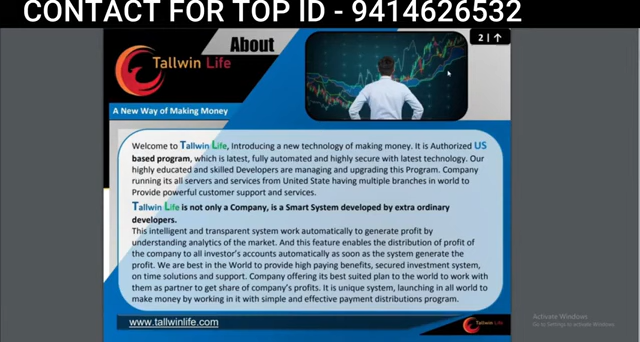 CONTACT FOR TOP ID - 9414626532
About
2|↑
Tallwin Life
A New Way of Making Money
Welcome to Tallwin Life, Introducing a new technology of making money. It is Authorized US
based program, which is latest, fully automated and highly secure with latest technology. Our
highly educated and skilled Developers are managing and upgrading this Program. Company
running its all servers and services from United State having multiple branches in world to
Provide powerful customer support and services.
Tallwin Life is not only a Company, is a Smart System developed by extra ordinary
developers.
This intelligent and transparent system work automatically to generate profit by
understanding analytics of the market. And this feature enables the distribution of profit of
the company to all investor's accounts automatically as soon as the system generate the
profit. We are best in the World to provide high paying benefits, secured investment system,
on time solutions and support. Company offering its best suited plan to the world to work with
them as partner to get share of company's profits. It is unique system, launching in all world to
make money by working in it with simple and effective payment distributions program.
www.tallwinlife.com
Tallwin Life
Activate Windows
Go to Settings to activate Windows.